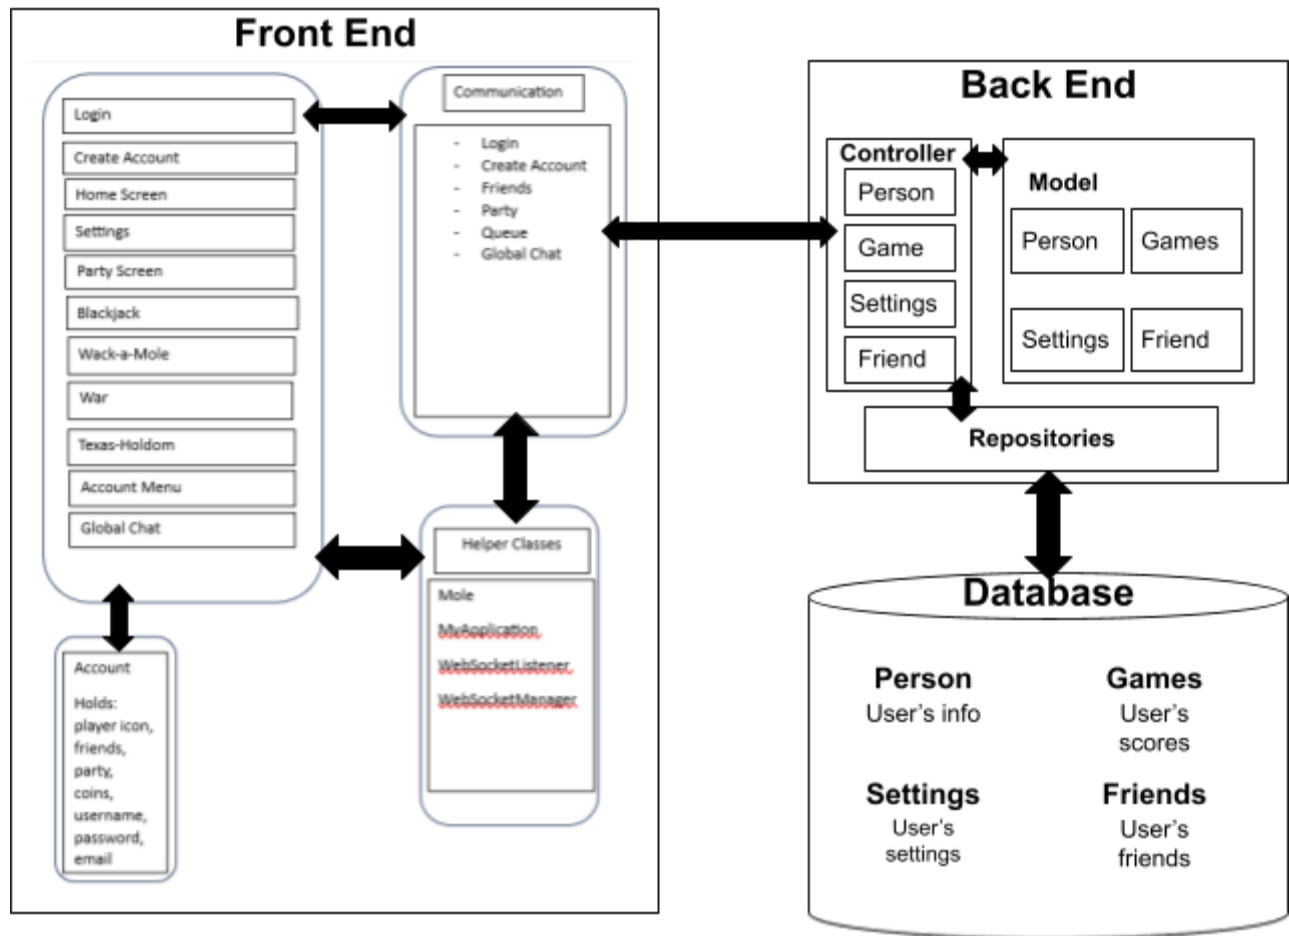 Front End
Login
Create Account
Home Screen
Settings
Party Screen
Blackjack
Wack-a-Mole
War
Texas-Holdom
Account Menu
Global Chat
Communication
- Login
- Create Account
- Friends
- Party
- Queue
- Global Chat
Helper Classes
Mole
MyApplication
WebSocketListener
WebSocketManager
Account
Holds:
player icon,
friends,
party,
coins,
username,
password,
email
Back End
Controller
Person
Game
Settings
Friend
Model
Person
Games
Settings
Friend
Repositories
Database
Person
User's info
Games
User's
scores
Settings
User's
settings
Friends
User's
friends